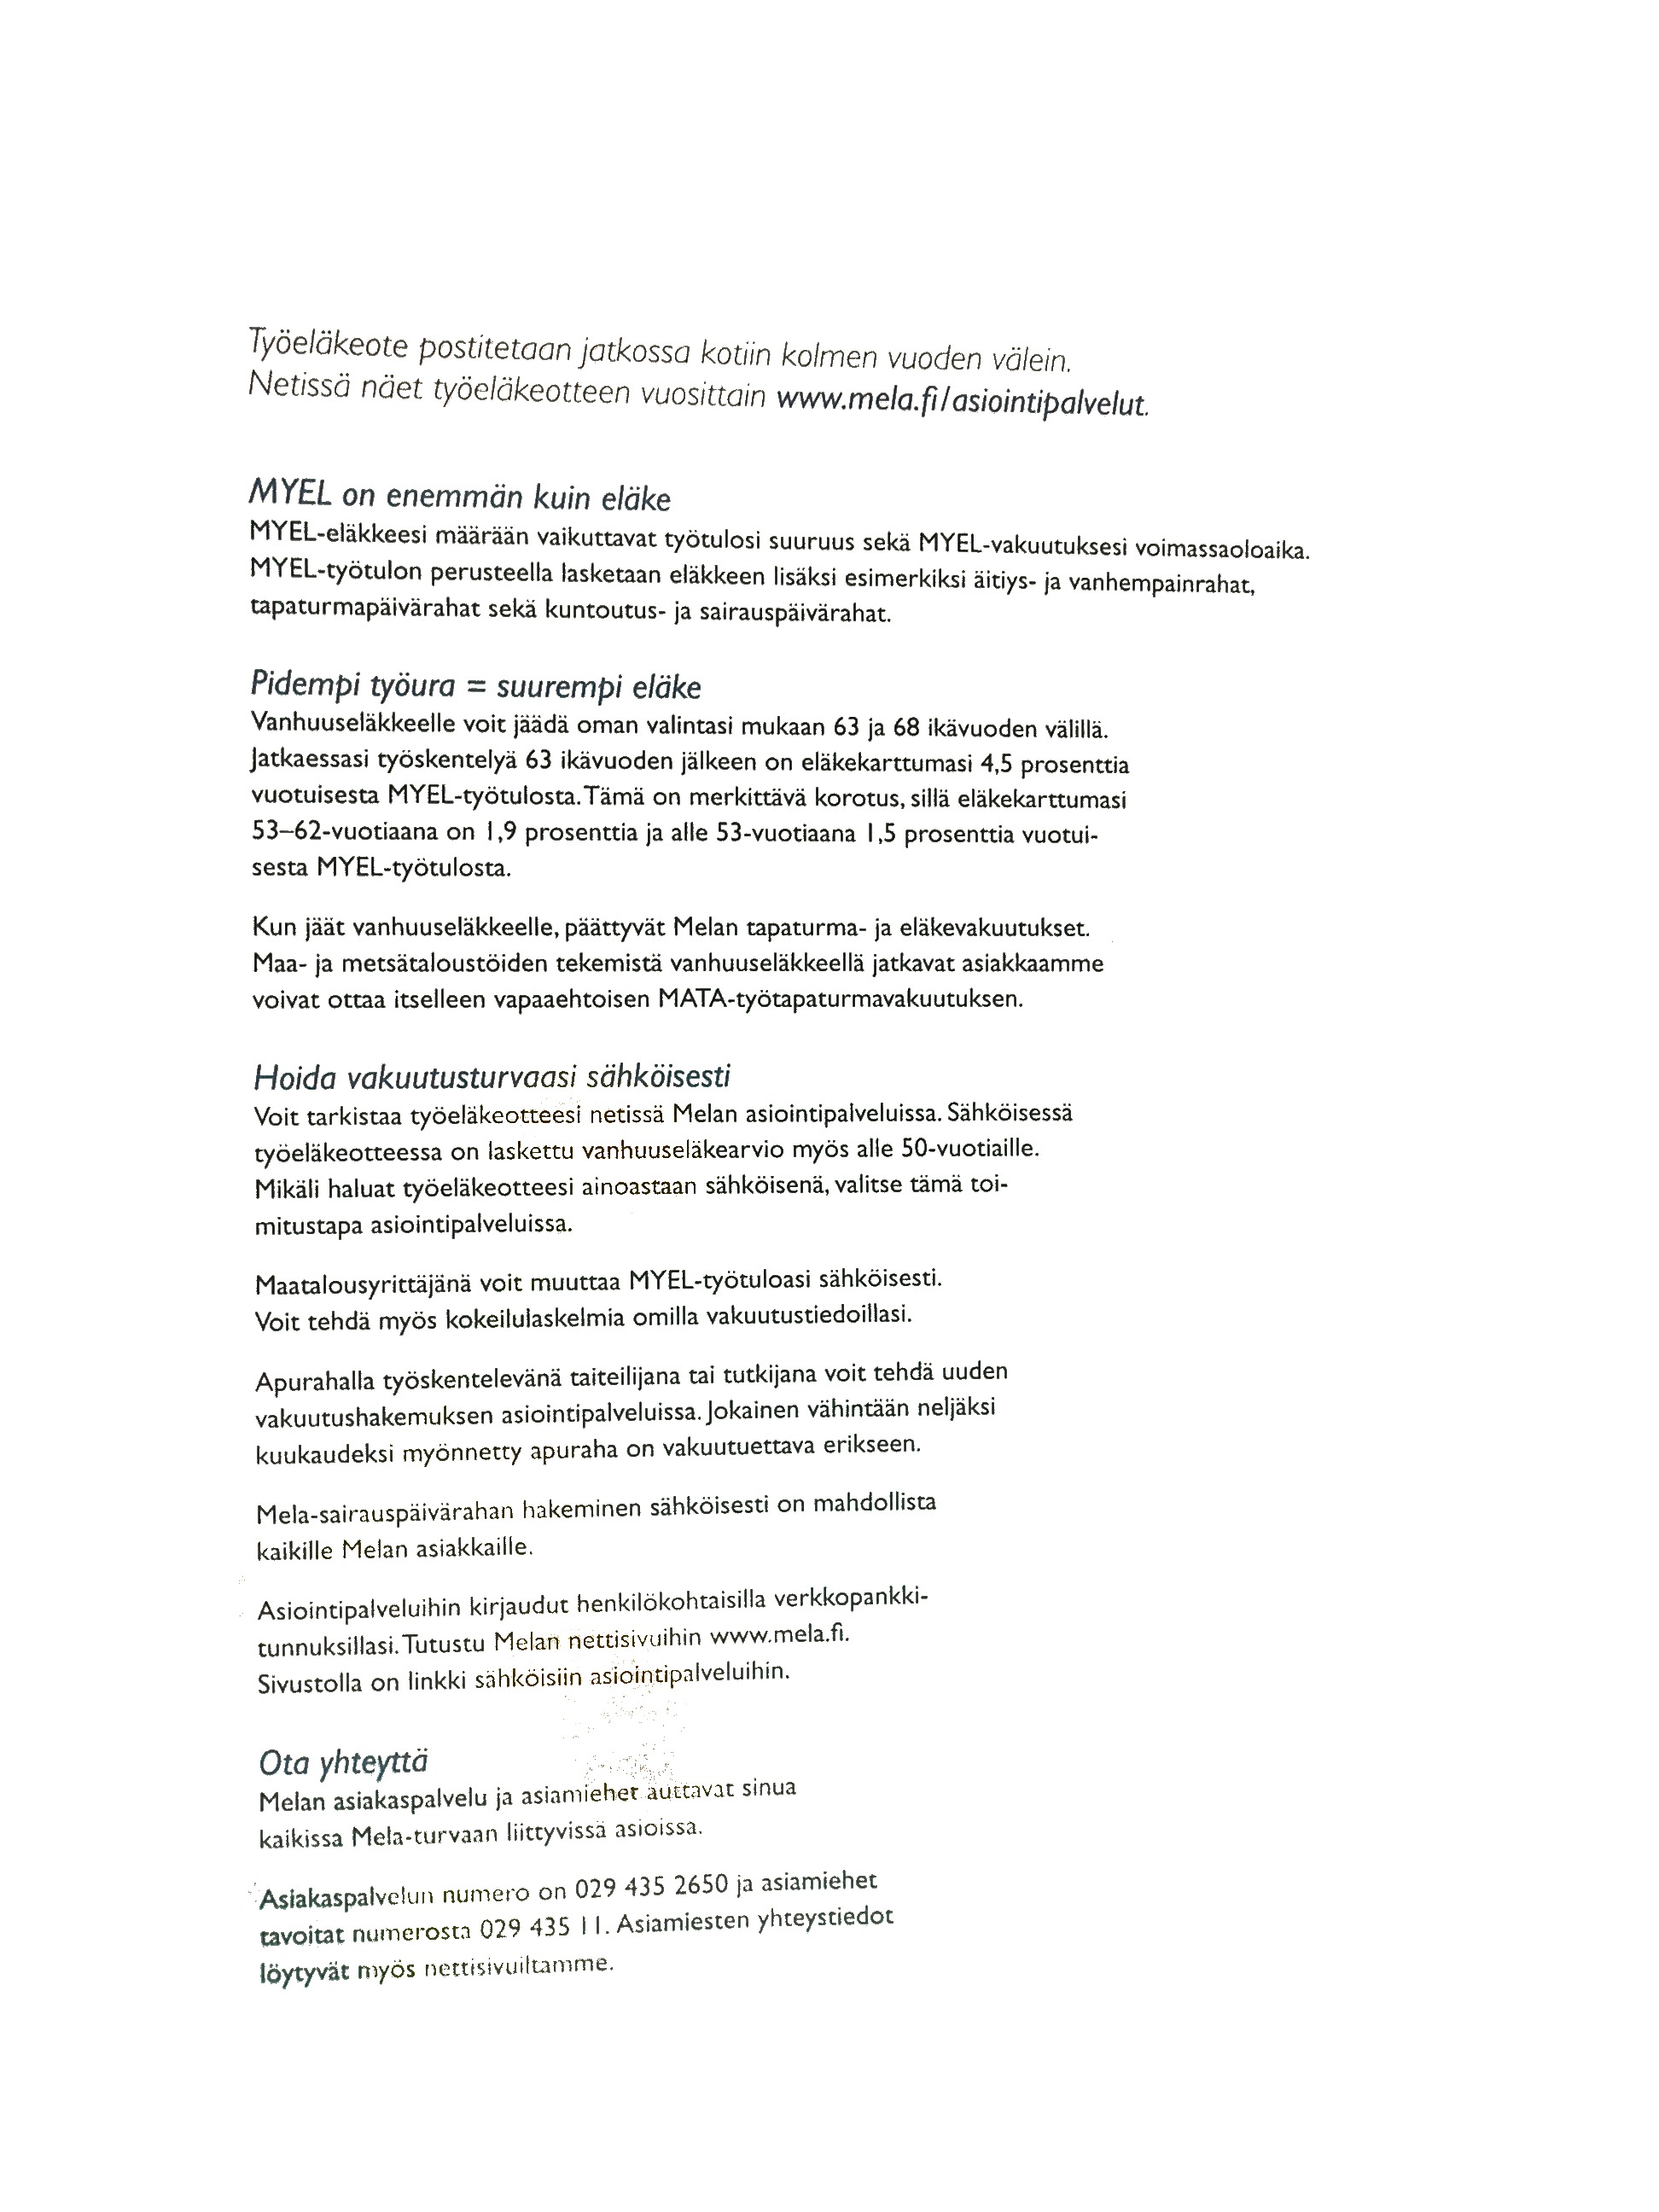 Työeläkeote postitetaan jatkossa kotiin kolmen vuoden välein.
Netissä näet työeläkeotteen vuosittain www.mela.fi/asiointipalvelut.
MYEL on enemmän kuin eläke
MYEL-eläkkeesi määrään vaikuttavat työtulosi suuruus sekä MYEL-vakuutuksesi voimassaoloaika.
MYEL-työtulon perusteella lasketaan eläkkeen lisäksi esimerkiksi äitiys- ja vanhempainrahat,
tapaturmapäivärahat sekä kuntoutus- ja sairauspäivärahat.
Pidempi työura = suurempi eläke
Vanhuuseläkkeelle voit jäädä oman valintasi mukaan 63 ja 68 ikävuoden välillä.
Jatkaessasi työskentelyä 63 ikävuoden jälkeen on eläkekarttumasi 4,5 prosenttia
vuotuisesta MYEL-työtulosta. Tämä on merkittävä korotus, sillä eläkekarttumasi
53–62-vuotiaana on 1,9 prosenttia ja alle 53-vuotiaana 1,5 prosenttia vuotui-
sesta MYEL-työtulosta.
Kun jäät vanhuuseläkkeelle, päättyvät Melan tapaturma- ja eläkevakuutukset.
Maa- ja metsätaloustöiden tekemistä vanhuuseläkkeellä jatkavat asiakkaamme
voivat ottaa itselleen vapaaehtoisen MATA-työtapaturmavakuutuksen.
Hoida vakuutusturvaasi sähköisesti
Voit tarkistaa työeläkeotteesi netissä Melan asiointipalveluissa. Sähköisessä
työeläkeotteessa on laskettu vanhuuseläkearvio myös alle 50-vuotiaille.
Mikäli haluat työeläkeotteesi ainoastaan sähköisenä, valitse tämä toi-
mitustapa asiointipalveluissa.
Maatalousyrittäjänä voit muuttaa MYEL-työtuloasi sähköisesti.
Voit tehdä myös kokeilulaskelmia omilla vakuutustiedoillasi.
Apurahalla työskentelevänä taiteilijana tai tutkijana voit tehdä uuden
vakuutushakemuksen asiointipalveluissa. Jokainen vähintään neljäksi
kuukaudeksi myönnetty apuraha on vakuutuettava erikseen.
Mela-sairauspäivärahan hakeminen sähköisesti on mahdollista
kaikille Melan asiakkaille.
Asiointipalveluihin kirjaudut henkilökohtaisilla verkkopankki-
tunnuksillasi. Tutustu Melan nettisivuihin www.mela.fi.
Sivustolla on linkki sähköisiin asiointipalveluihin.
Ota yhteyttä
Melan asiakaspalvelu ja asiamiehet auttavat sinua
kaikissa Mela-turvaan liittyvissä asioissa.
Asiakaspalvelun numero on 029 435 2650 ja asiamiehet
tavoitat numerosta 029 435 11. Asiamiesten yhteystiedot
löytyvät myös nettisivuiltamme.